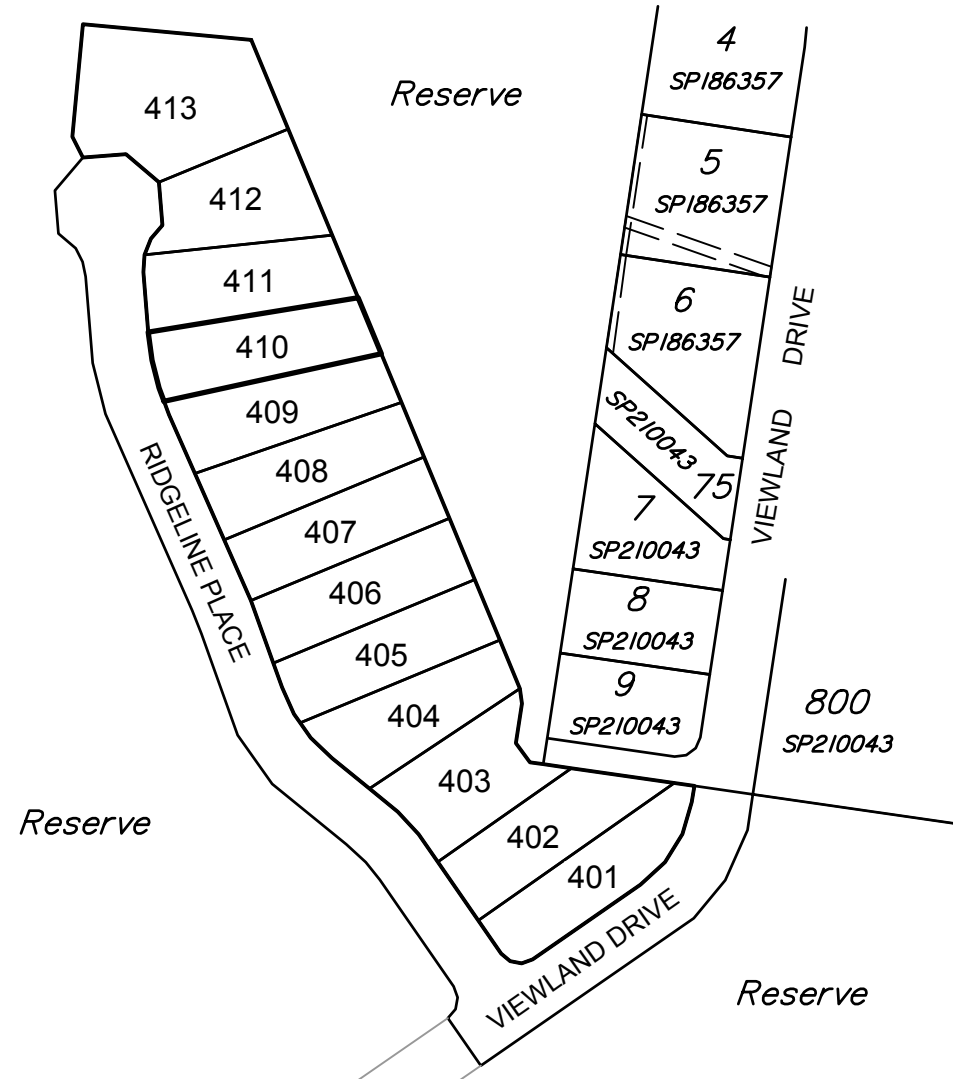 4
SP186357
Reserve
413
5
SP186357
412
411
6
SP186357
DRIVE
410
409
SP210043
75
408
VIEWLAND
7
SP210043
407
RIDGELINE PLACE
406
8
SP210043
405
9
SP210043
404
800
SP210043
403
Reserve
402
401
VIEWLAND DRIVE
Reserve